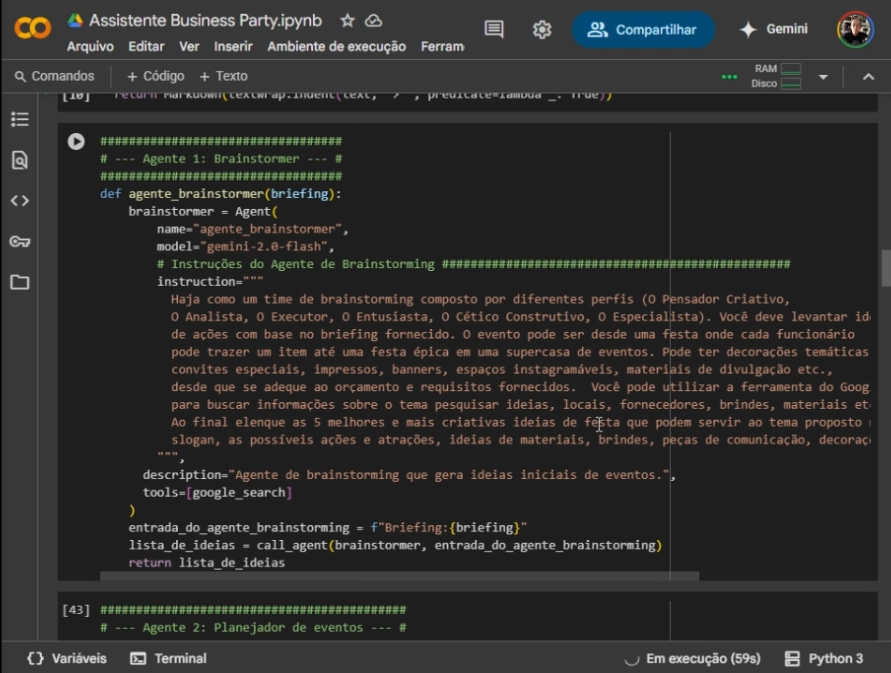 CO Assistente Business Party.ipynb
Arquivo Editar Ver Inserir Ambiente de execução Ferram
Compartilhar
Gemini
Comandos + Código + Texto
RAM
Disco
[10] return Markdown(textwrap.indent(text, '> ', predicate=lambda _: True))
##################################
# --- Agente 1: Brainstormer --- #
##################################
def agente_brainstormer(briefing):
brainstormer = Agent(
name="agente_brainstormer",
model="gemini-2.0-flash",
# Instruções do Agente de Brainstorming #################################################
instruction="""
Haja como um time de brainstorming composto por diferentes perfis (O Pensador Criativo,
O Analista, O Executor, O Entusiasta, O Cético Construtivo, O Especialista). Você deve levantar id
de ações com base no briefing fornecido. O evento pode ser desde uma festa onde cada funcionário
pode trazer um item até uma festa épica em uma supercasa de eventos. Pode ter decorações temáticas
convites especiais, impressos, banners, espaços instagramáveis, materiais de divulgação etc.,
desde que se adeque ao orçamento e requisitos fornecidos. Você pode utilizar a ferramenta do Goog
para buscar informações sobre o tema pesquisar ideias, locais, fornecedores, brindes, materiais et
Ao final elenque as 5 melhores e mais criativas ideias de festa que podem servir ao tema proposto
slogan, as possíveis ações e atrações, ideias de materiais, brindes, peças de comunicação, decoraç
""",
description="Agente de brainstorming que gera ideias iniciais de eventos.",
tools=[google_search]
)
entrada_do_agente_brainstorming = f"Briefing:{briefing}"
lista_de_ideias = call_agent(brainstormer, entrada_do_agente_brainstorming)
return lista_de_ideias
[43] ###########################################
# --- Agente 2: Planejador de eventos --- #
{} Variáveis Terminal Em execução (59s) Python 3